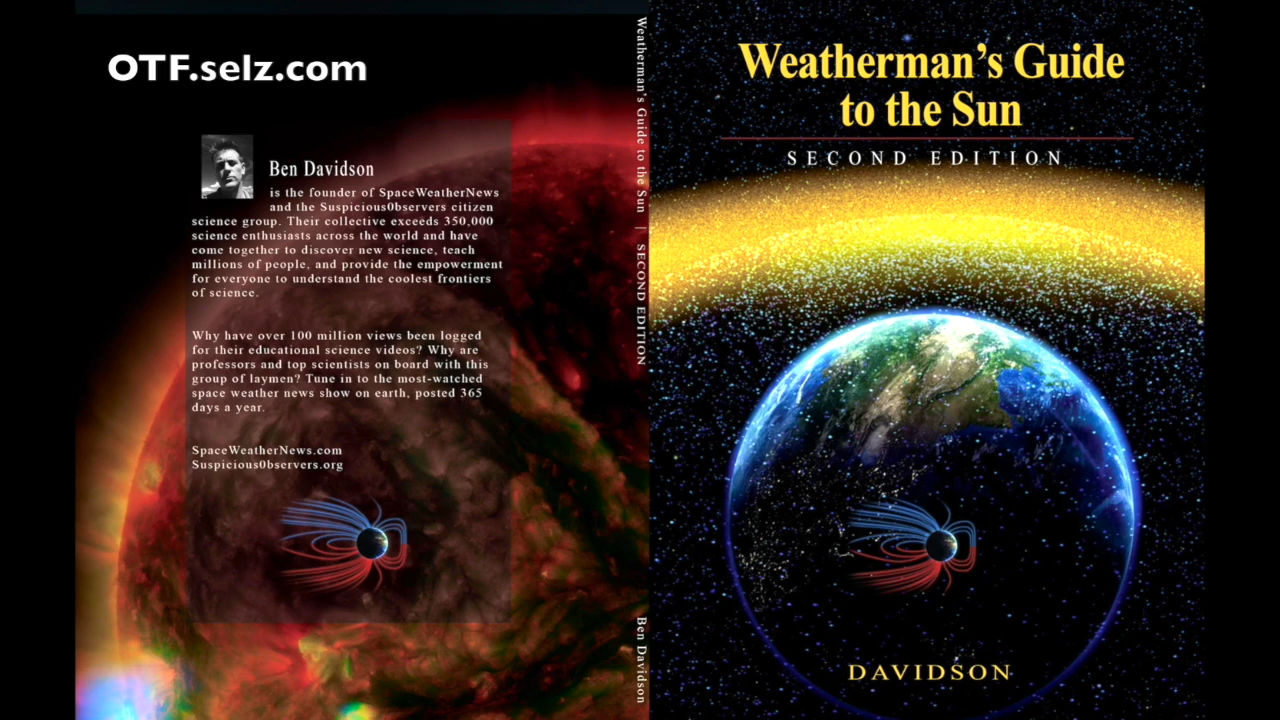 OTF.selz.com
Ben Davidson
is the founder of SpaceWeatherNews
and the Suspicious0bservers citizen
science group. Their collective exceeds 350,000
science enthusiasts across the world and have
come together to discover new science, teach
millions of people, and provide the empowerment
for everyone to understand the coolest frontiers
of science.
Why have over 100 million views been logged
for their educational science videos? Why are
professors and top scientists on board with this
group of laymen? Tune in to the most-watched
space weather news show on earth, posted 365
days a year.
SpaceWeatherNews.com
Suspicious0bservers.org
Weatherman's Guide to the Sun | SECOND EDITION
Ben Davidson
Weatherman's Guide
to the Sun
SECOND EDITION
DAVIDSON